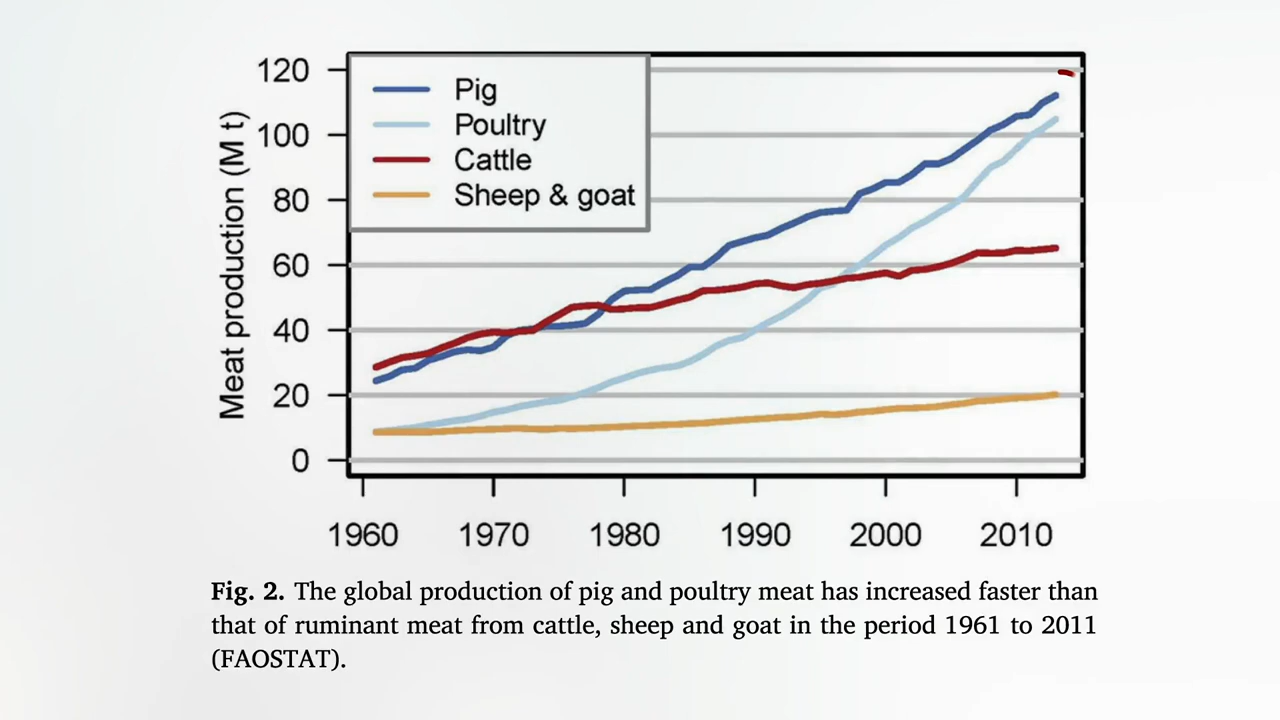 Meat production (M t)
120
100
80
60
40
20
0
Pig
Poultry
Cattle
Sheep & goat
1960 1970 1980 1990 2000 2010
Fig. 2. The global production of pig and poultry meat has increased faster than
that of ruminant meat from cattle, sheep and goat in the period 1961 to 2011
(FAOSTAT).